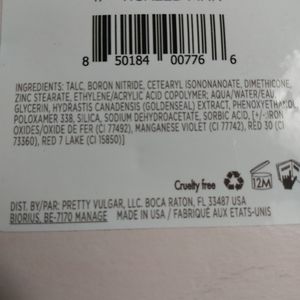 8 50184 00776 6
INGREDIENTS: TALC, BORON NITRIDE, CETEARYL ISONONANOATE, DIMETHICONE,
ZINC STEARATE, ETHYLENE/ACRYLIC ACID COPOLYMER; AQUA/WATER/EAU,
GLYCERIN, HYDRASTIS CANADENSIS (GOLDENSEAL) EXTRACT, PHENOXYETHANOL
POLOXAMER 338, SILICA, SODIUM DEHYDROACETATE, SORBIC ACID, [+/-IRON
OXIDES/OXIDE DE FER (CI 77492), MANGANESE VIOLET (CI 77742), RED 30 (CI
73360), RED 7 LAKE (CI 15850)]
Cruelty free
12M
DIST. BY/PAR: PRETTY VULGAR, LLC. BOCA RATON, FL 33487 USA
BIORIUS, BE-7170 MANAGE MADE IN USA / FABRIQUÉ AUX ETATS-UNIS